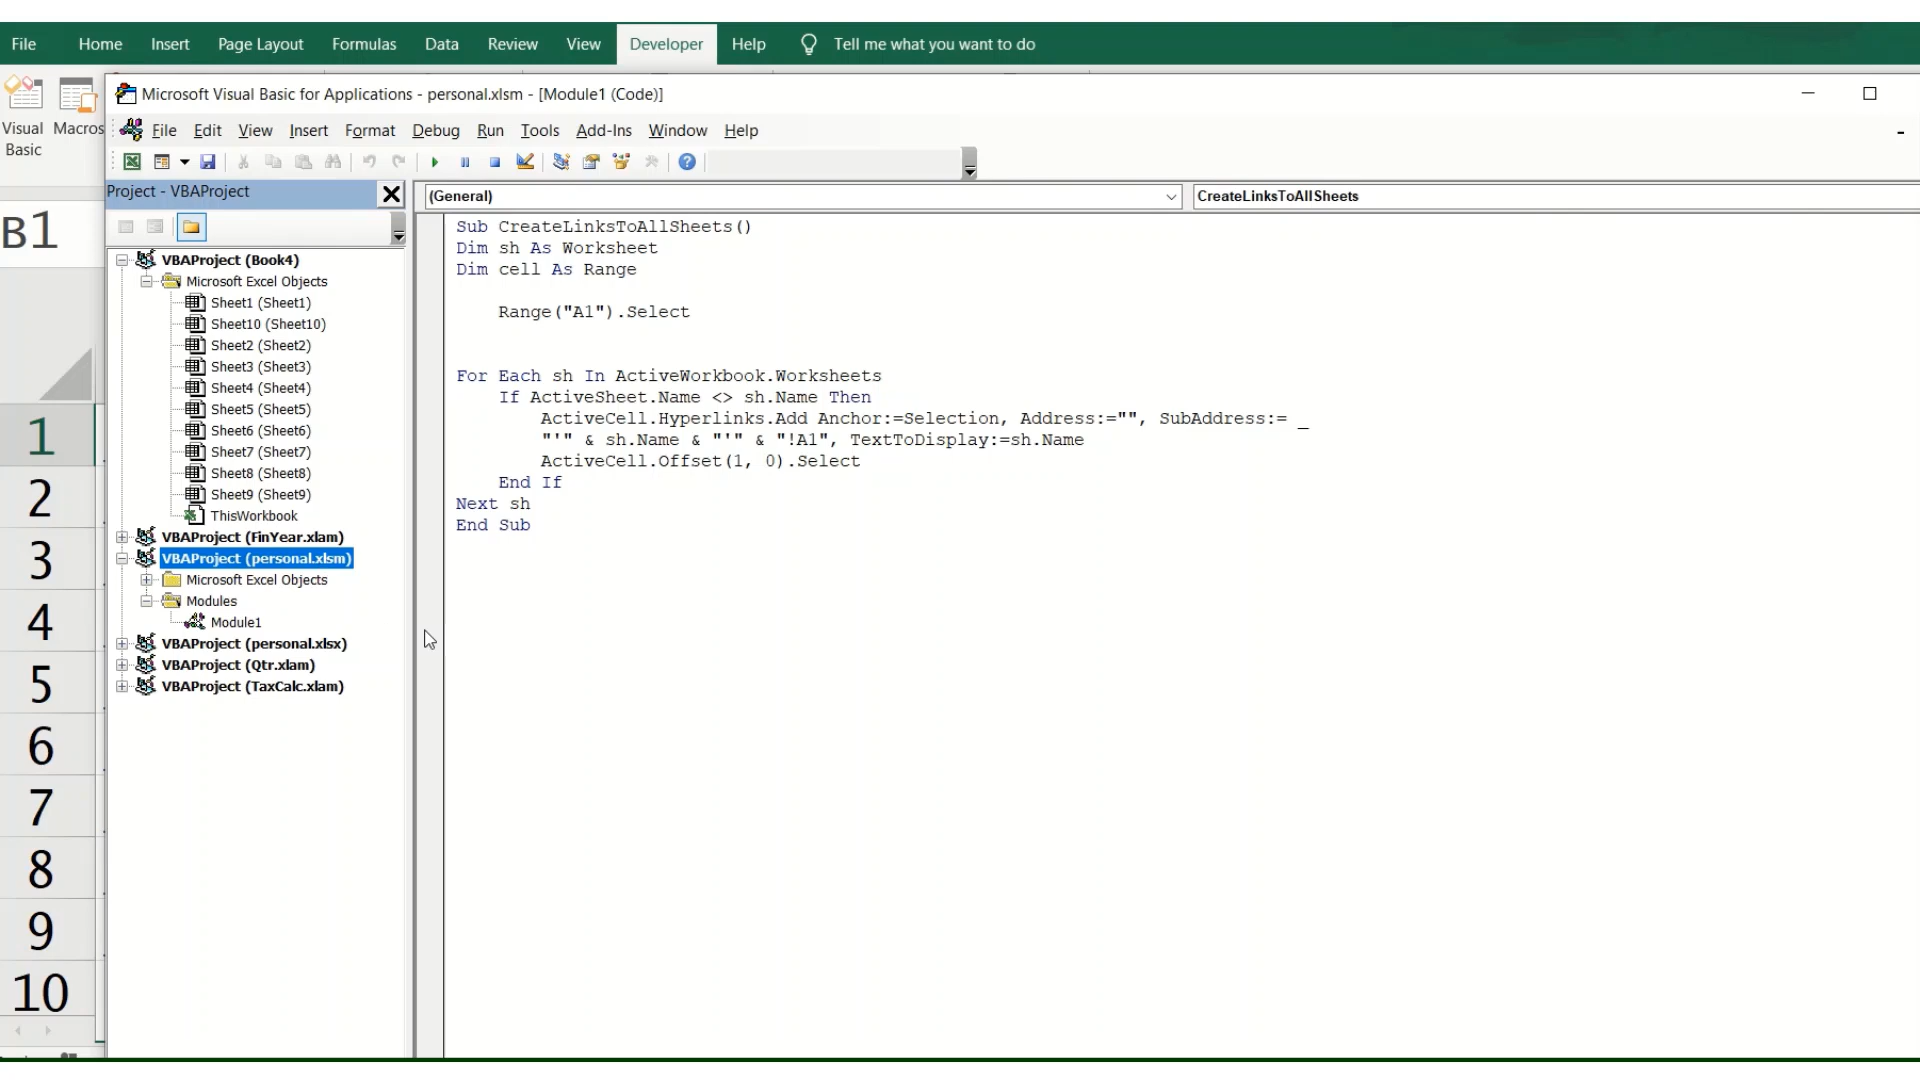 File Home Insert Page Layout Formulas Data Review View Developer Help Tell me what you want to do
Visual Basic
Macros
Microsoft Visual Basic for Applications - personal.xlsm - [Module1 (Code)]
File Edit View Insert Format Debug Run Tools Add-Ins Window Help
Project - VBAProject
(General)
CreateLinksToAllSheets
B1
VBAProject (Book4)
Microsoft Excel Objects
Sheet1 (Sheet1)
Sheet10 (Sheet10)
Sheet2 (Sheet2)
Sheet3 (Sheet3)
Sheet4 (Sheet4)
Sheet5 (Sheet5)
Sheet6 (Sheet6)
Sheet7 (Sheet7)
Sheet8 (Sheet8)
Sheet9 (Sheet9)
ThisWorkbook
VBAProject (FinYear.xlam)
VBAProject (personal.xlsm)
Microsoft Excel Objects
Modules
Module1
VBAProject (personal.xlsx)
VBAProject (Qtr.xlam)
VBAProject (TaxCalc.xlam)
Sub CreateLinksToAllSheets()
Dim sh As Worksheet
Dim cell As Range
Range("A1").Select
For Each sh In ActiveWorkbook.Worksheets
If ActiveSheet.Name <> sh.Name Then
ActiveCell.Hyperlinks.Add Anchor:=Selection, Address:="", SubAddress:= _
"'" & sh.Name & "'" & "!A1", TextToDisplay:=sh.Name
ActiveCell.Offset(1, 0).Select
End If
Next sh
End Sub
1
2
3
4
5
6
7
8
9
10